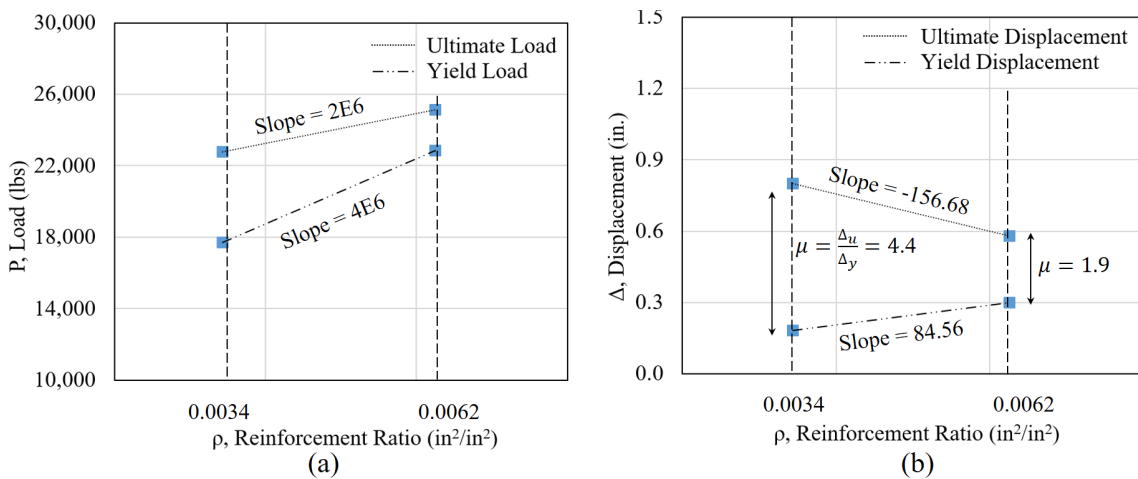 30,000
26,000
22,000
18,000
10,000
P, Load (lbs)
Ultimate Load
Yield Load
Slope = 2E6
Slope = 4E6
0.0034
0.0062
ρ, Reinforcement Ratio (in²/in²)
(a)
1.5
1.2
0.9
0.6
0.3
0.0
Δ, Displacement (in.)
Ultimate Displacement
Yield Displacement
Slope = -156.68
μ = Δu/Δy = 4.4
μ = 1.9
Slope = 84.56
0.0034
0.0062
ρ, Reinforcement Ratio (in²/in²)
(b)